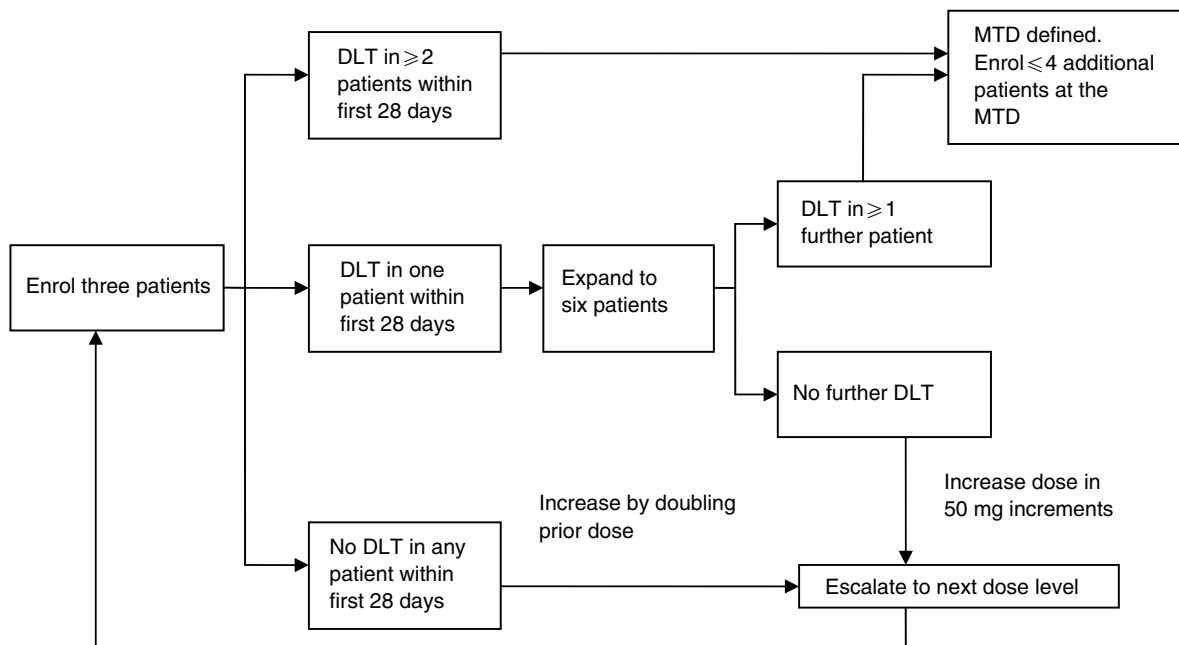 DLT in ⩾2
patients within
first 28 days
MTD defined.
Enrol ⩽4 additional
patients at the
MTD
DLT in ⩾1
further patient
Enrol three patients
DLT in one
patient within
first 28 days
Expand to
six patients
No further DLT
Increase by doubling
prior dose
Increase dose in
50 mg increments
No DLT in any
patient within
first 28 days
Escalate to next dose level